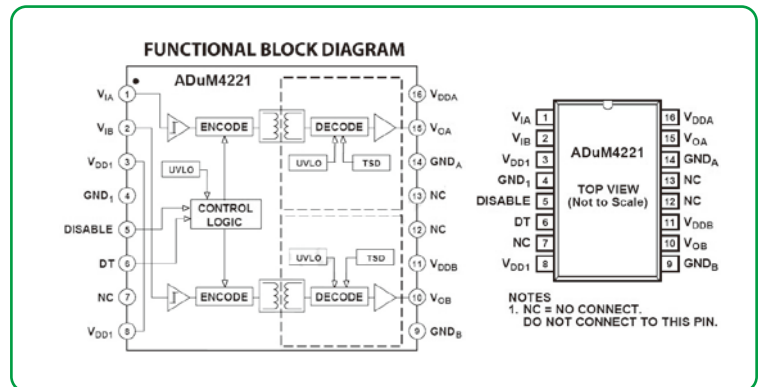 FUNCTIONAL BLOCK DIAGRAM
ADuM4221
VIA 1
VIB 2
VDD1 3
GND1 4
DISABLE 5
DT 6
NC 7
VDD1 8
ENCODE
DECODE
UVLO
TSD
UVLO
CONTROL
LOGIC
UVLO
TSD
ENCODE
DECODE
16 VDDA
15 VOA
14 GNDA
13 NC
12 NC
11 VDDB
10 VOB
9 GNDB
VIA 1
VIB 2
VDD1 3
GND1 4
DISABLE 5
DT 6
NC 7
VDD1 8
ADuM4221
TOP VIEW
(Not to Scale)
16 VDDA
15 VOA
14 GNDA
13 NC
12 NC
11 VDDB
10 VOB
9 GNDB
NOTES
1. NC = NO CONNECT.
DO NOT CONNECT TO THIS PIN.